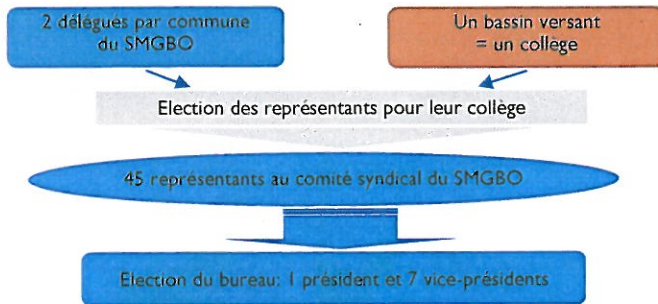 2 délégués par commune
du SMGBO
Un bassin versant
= un collège
Election des représentants pour leur collège
45 représentants au comité syndical du SMGBO
Election du bureau: 1 président et 7 vice-présidents